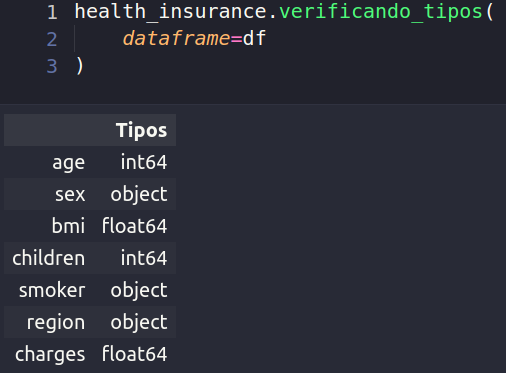 1 health_insurance.verificando_tipos(
2 dataframe=df
3 )
Tipos
age int64
sex object
bmi float64
children int64
smoker object
region object
charges float64